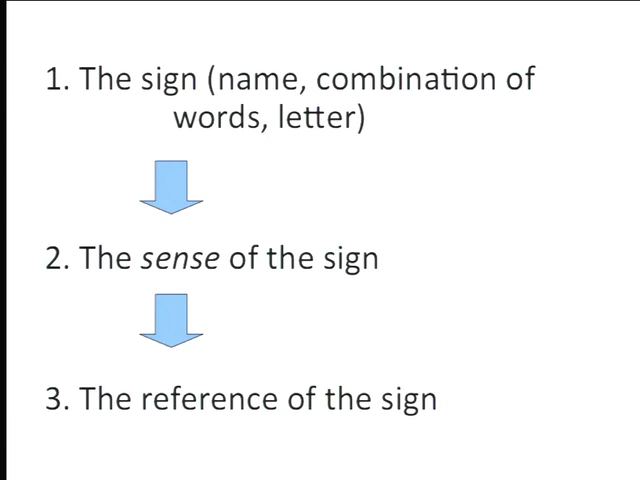 1. The sign (name, combination of
words, letter)
2. The sense of the sign
3. The reference of the sign